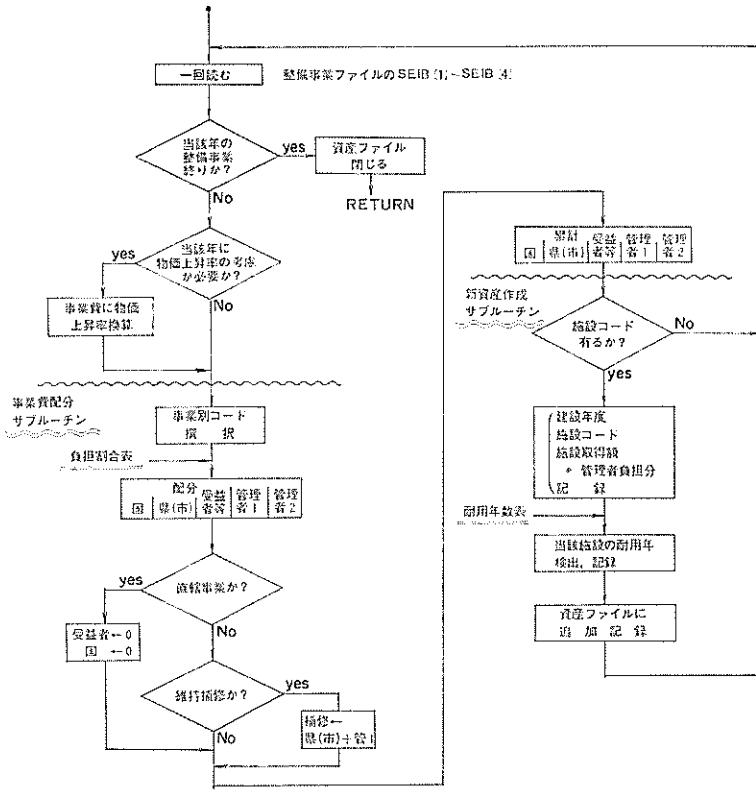 一回読む
整備事業ファイルのSEIB[1]~SEIB[4]
当該年の
整備事業
終りか?
yes
資産ファイル
閉じる
RETURN
No
当該年に
物価上昇率の考慮
が必要か?
yes
No
事業費に物価
上昇率換算
事業費配分
サブルーチン
事業別コード
選 択
負担割合表
配分
国 県(市) 受益者等 管理者1 管理者2
直轄事業か?
yes
No
受益者←0
国 ←0
維持補修か?
yes
No
補修←
県(市)+管1
累計
国 県(市) 受益者等 管理者1 管理者2
新資産作成
サブルーチン
施設コード
有るか?
No
yes
建設年度
施設コード
施設取得額
〃 管理者負担分
記 録
耐用年数表
当該施設の耐用年
検出、記録
資産ファイルに
追 加 記 録